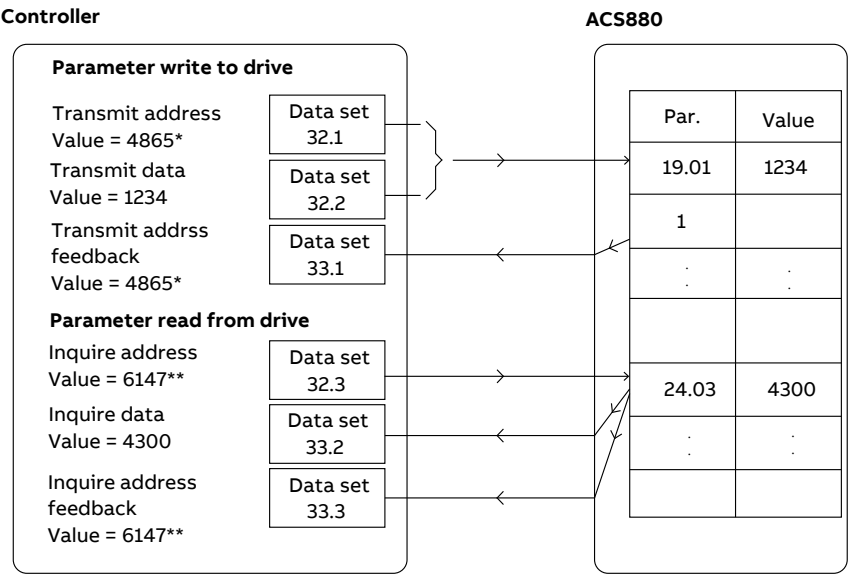 Controller
ACS880
Parameter write to drive
Transmit address
Value = 4865*
Data set
32.1
Transmit data
Value = 1234
Data set
32.2
Transmit addrss
feedback
Value = 4865*
Data set
33.1
Parameter read from drive
Inquire address
Value = 6147**
Data set
32.3
Inquire data
Value = 4300
Data set
33.2
Inquire address
feedback
Value = 6147**
Data set
33.3
Par. Value
19.01 1234
1
: :
24.03 4300
: :